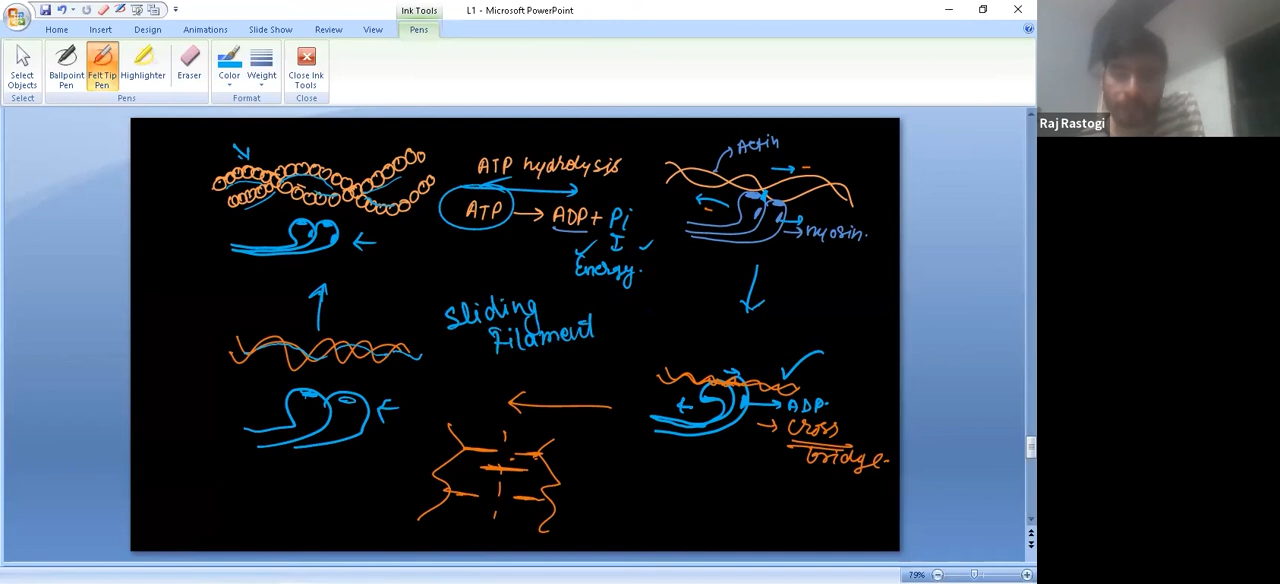 Ink Tools
L1 - Microsoft PowerPoint
Home Insert Design Animations Slide Show Review View Pens
Select Objects
Ballpoint Pen
Felt Tip Pen
Highlighter
Eraser
Color
Weight
Close Ink Tools
Select Pens Format Close
Raj Rastogi
ATP hydrolysis
ATP → ADP + Pi
Energy.
Actin
myosin.
Sliding
Filament
ADP.
→ cross
bridge.
79%